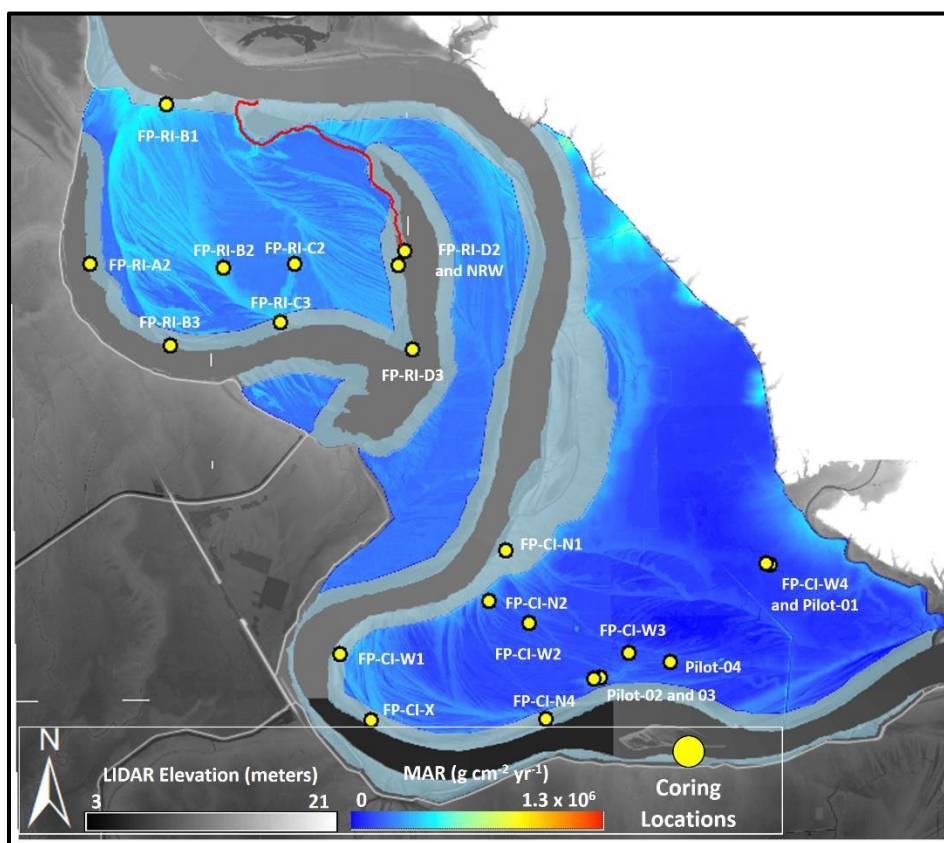 FP-RI-B1
FP-RI-A2
FP-RI-B2
FP-RI-C2
FP-RI-D2
and NRW
FP-RI-B3
FP-RI-C3
FP-RI-D3
FP-CI-N1
FP-CI-W4
and Pilot-01
FP-CI-N2
FP-CI-W3
FP-CI-W1
FP-CI-W2
Pilot-04
Pilot-02 and 03
FP-CI-X
FP-CI-N4
N
LIDAR Elevation (meters)
3
21
MAR (g cm⁻² yr⁻¹)
0
1.3 x 10⁶
Coring
Locations